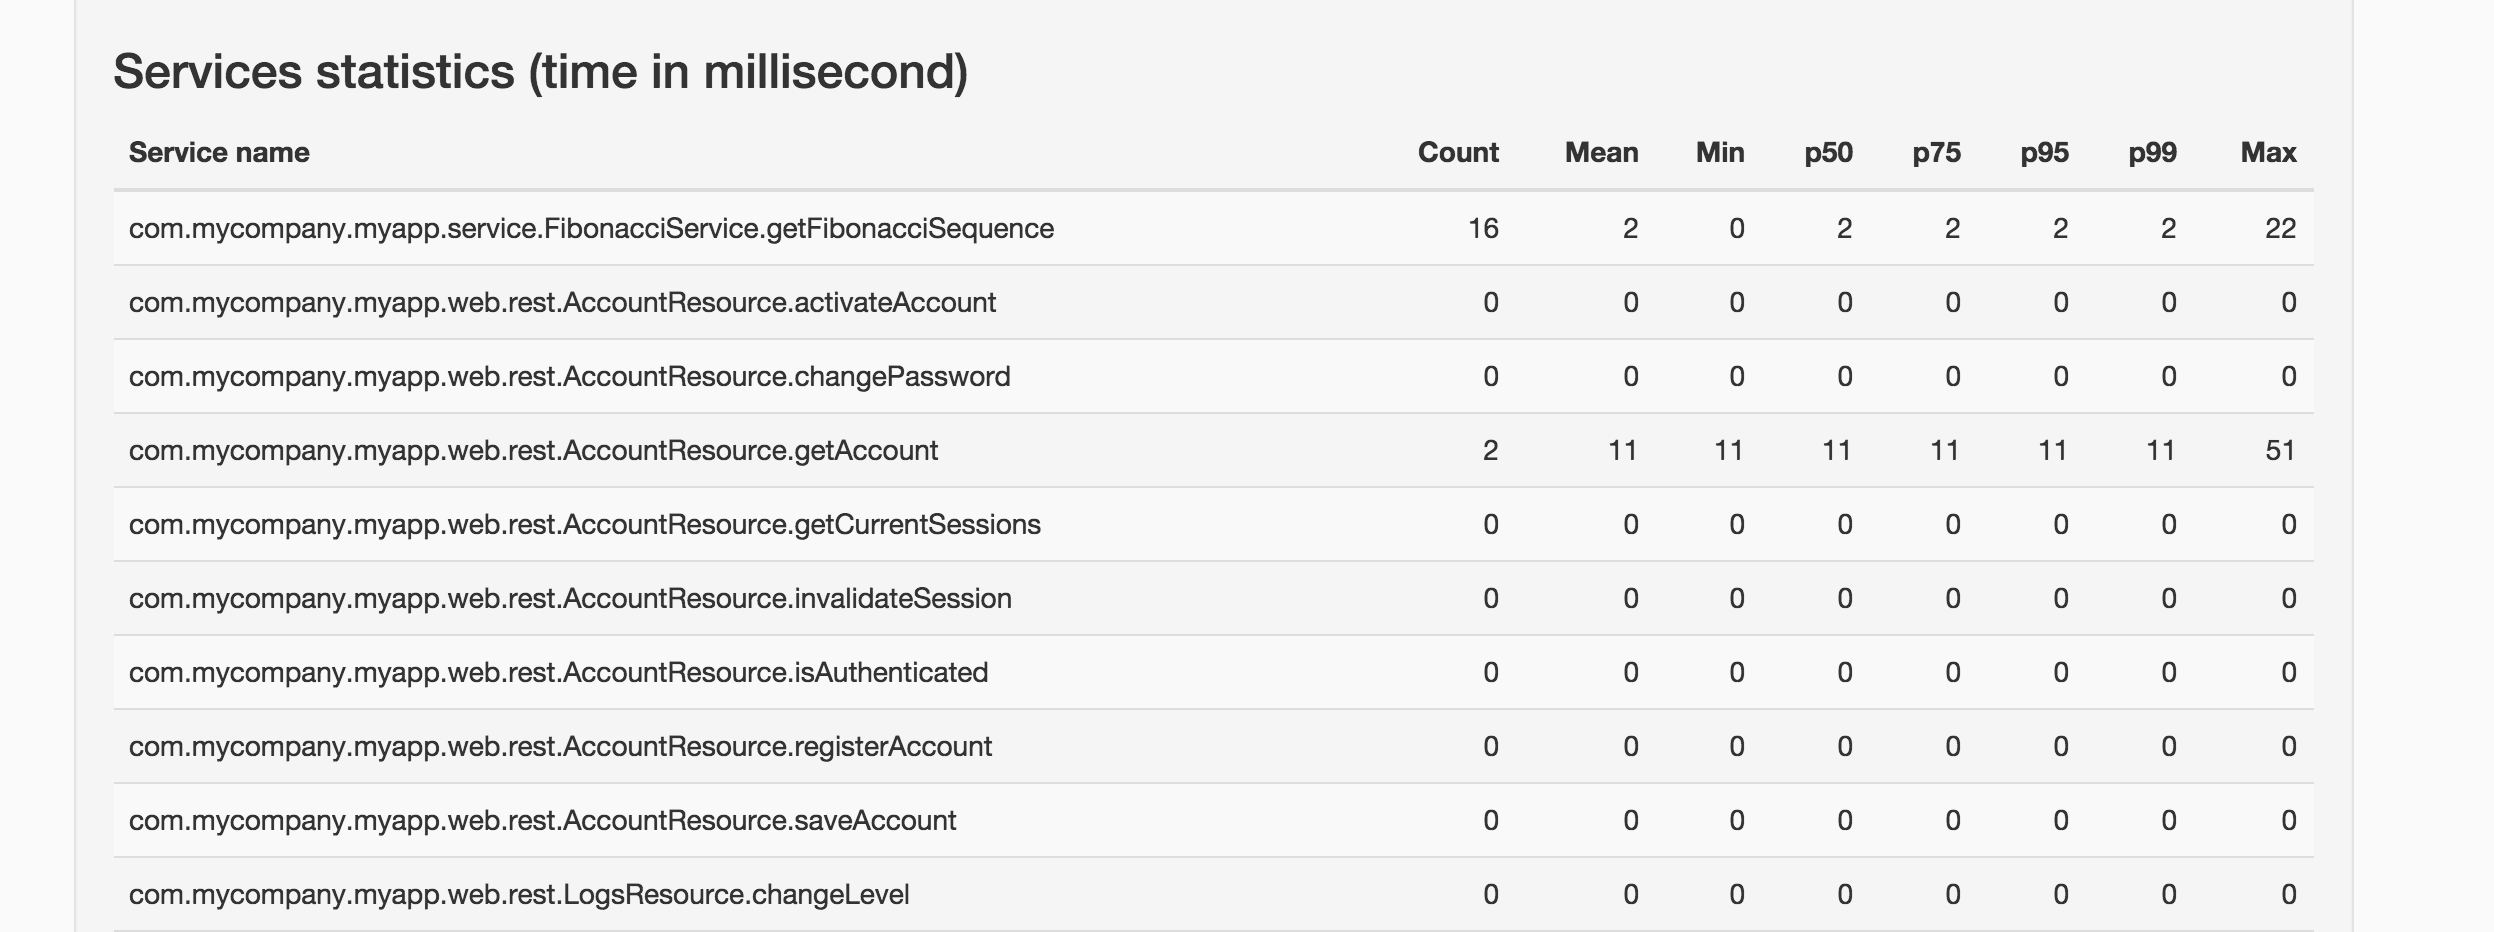 Services statistics (time in millisecond)
Service name Count Mean Min p50 p75 p95 p99 Max
com.mycompany.myapp.service.FibonacciService.getFibonacciSequence 16 2 0 2 2 2 2 22
com.mycompany.myapp.web.rest.AccountResource.activateAccount 0 0 0 0 0 0 0 0
com.mycompany.myapp.web.rest.AccountResource.changePassword 0 0 0 0 0 0 0 0
com.mycompany.myapp.web.rest.AccountResource.getAccount 2 11 11 11 11 11 11 51
com.mycompany.myapp.web.rest.AccountResource.getCurrentSessions 0 0 0 0 0 0 0 0
com.mycompany.myapp.web.rest.AccountResource.invalidateSession 0 0 0 0 0 0 0 0
com.mycompany.myapp.web.rest.AccountResource.isAuthenticated 0 0 0 0 0 0 0 0
com.mycompany.myapp.web.rest.AccountResource.registerAccount 0 0 0 0 0 0 0 0
com.mycompany.myapp.web.rest.AccountResource.saveAccount 0 0 0 0 0 0 0 0
com.mycompany.myapp.web.rest.LogsResource.changeLevel 0 0 0 0 0 0 0 0